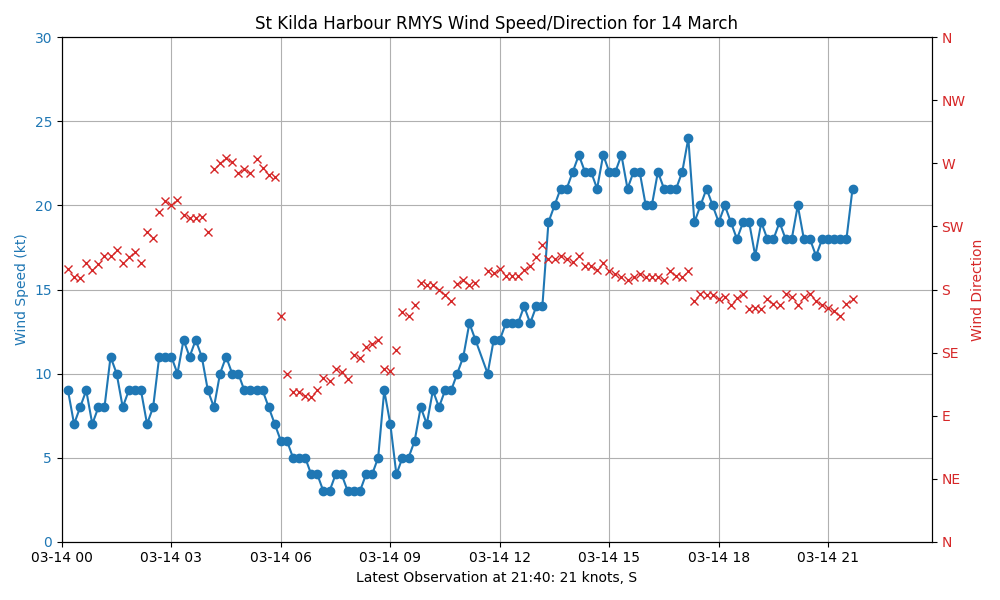 St Kilda Harbour RMYS Wind Speed/Direction for 14 March
30
25
20
15
10
5
0
Wind Speed (kt)
N
NW
W
SW
S
SE
E
NE
N
Wind Direction
03-14 00 03-14 03 03-14 06 03-14 09 03-14 12 03-14 15 03-14 18 03-14 21
Latest Observation at 21:40: 21 knots, S